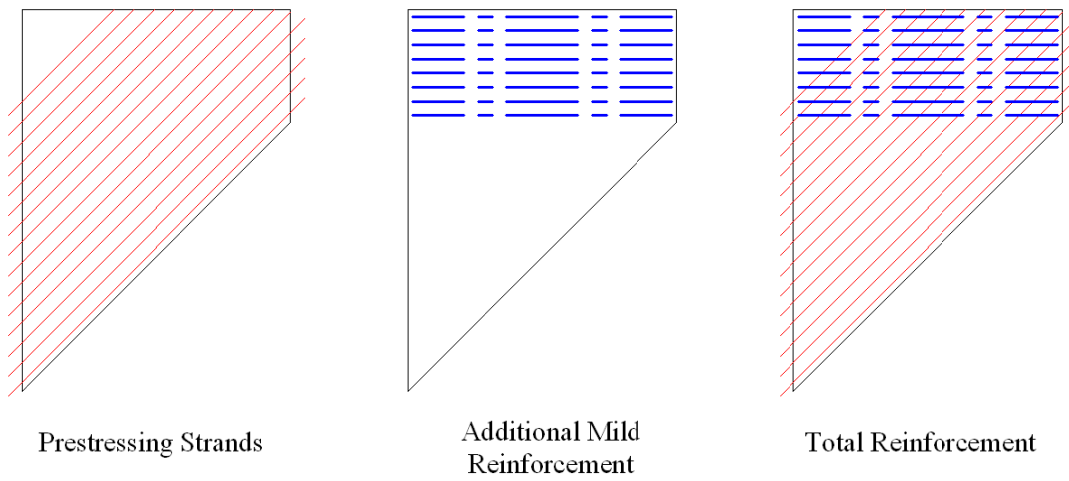 Prestressing Strands
Additional Mild
Reinforcement
Total Reinforcement